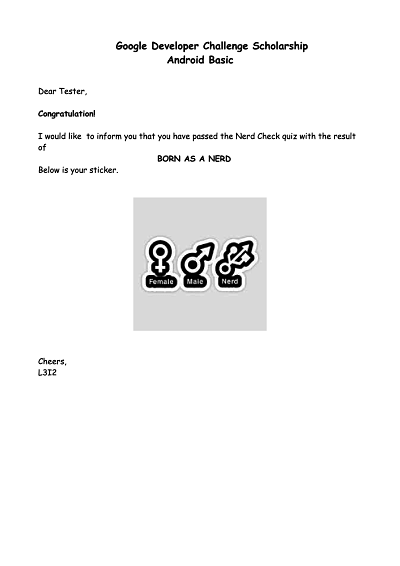 Google Developer Challenge Scholarship
Android Basic
Dear Tester,
Congratulation!
I would like to inform you that you have passed the Nerd Check quiz with the result
of
BORN AS A NERD
Below is your sticker.
Female Male Nerd
Cheers,
L3I2